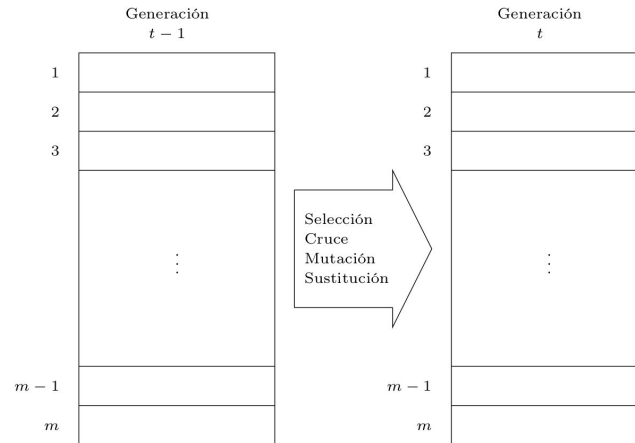 Generación
t − 1
1
2
3
⋮
m − 1
m
Selección
Cruce
Mutación
Sustitución
Generación
t
1
2
3
⋮
m − 1
m